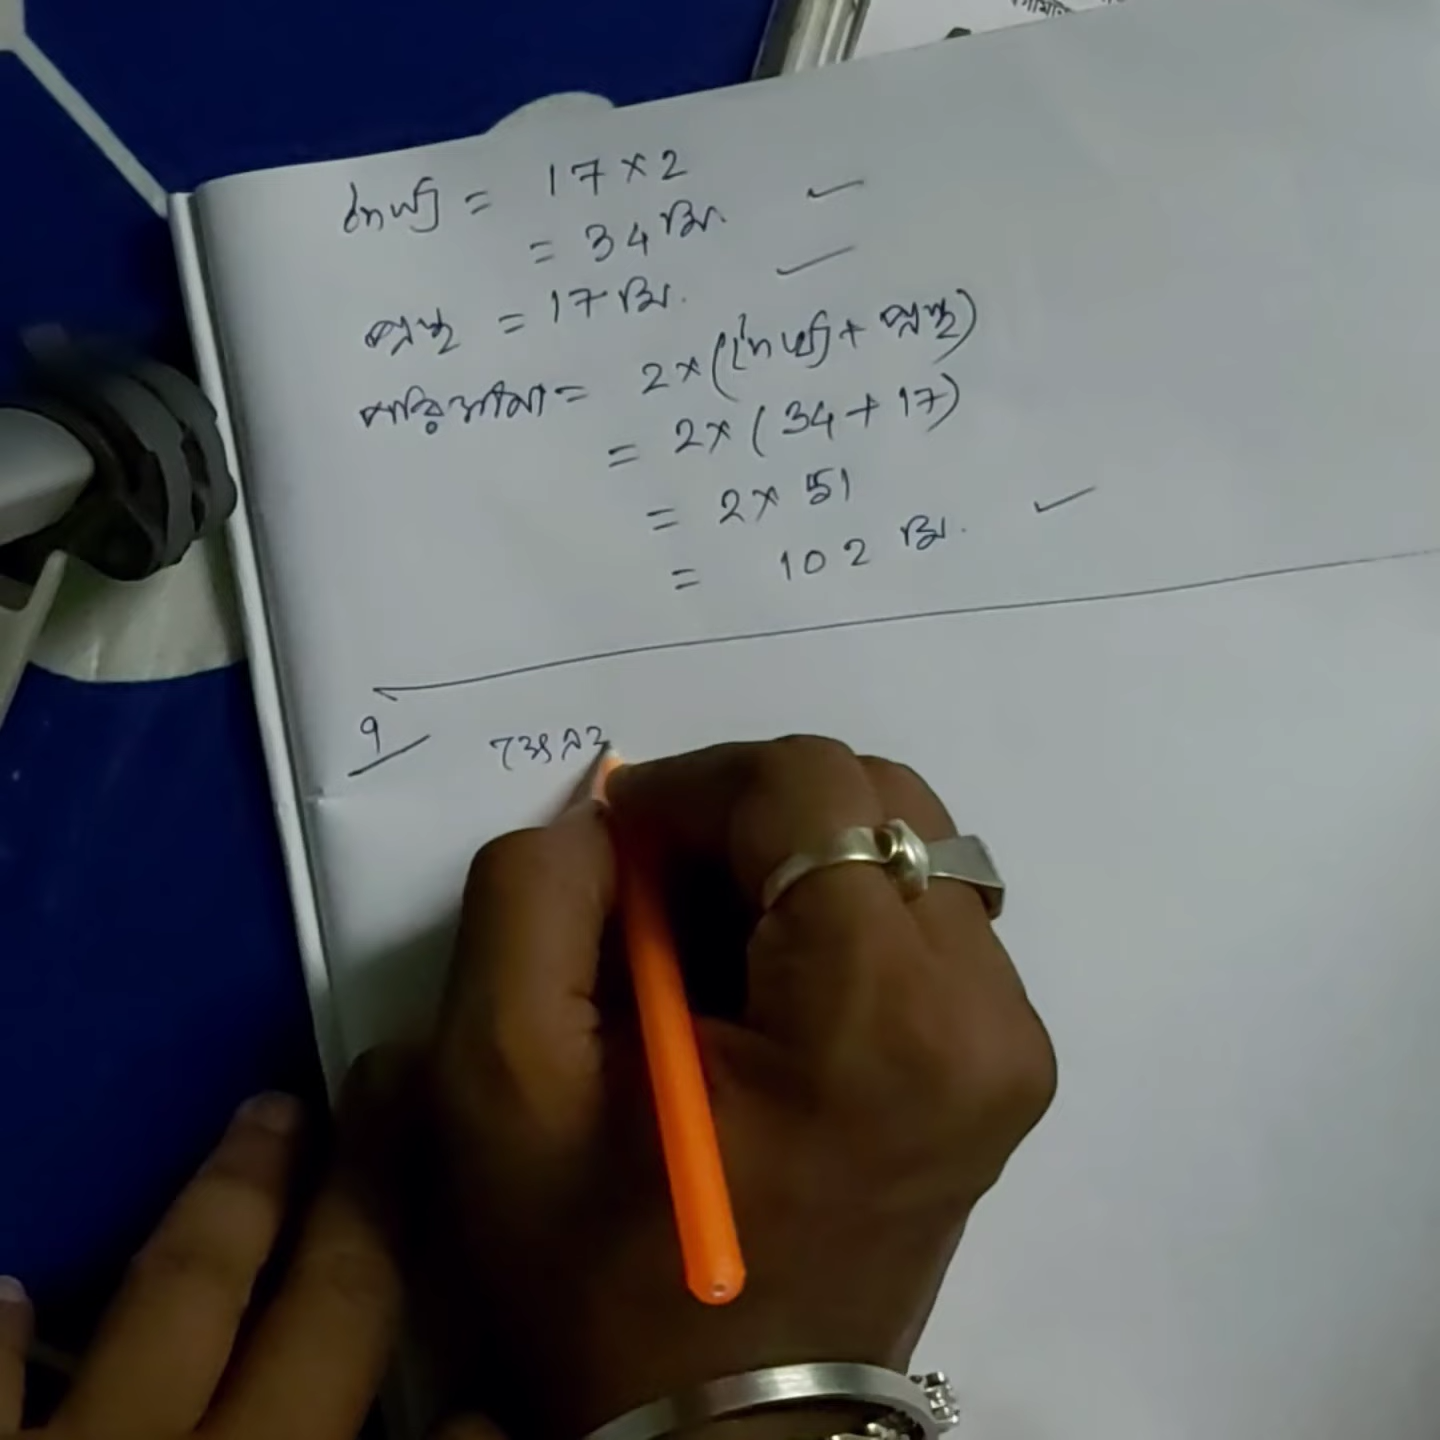 দৈর্ঘ্য = 17 × 2
= 34 মি.
প্রস্থ = 17 মি.
পরিসীমা = 2 × (দৈর্ঘ্য + প্রস্থ)
= 2 × (34 + 17)
= 2 × 51
= 102 মি.
9